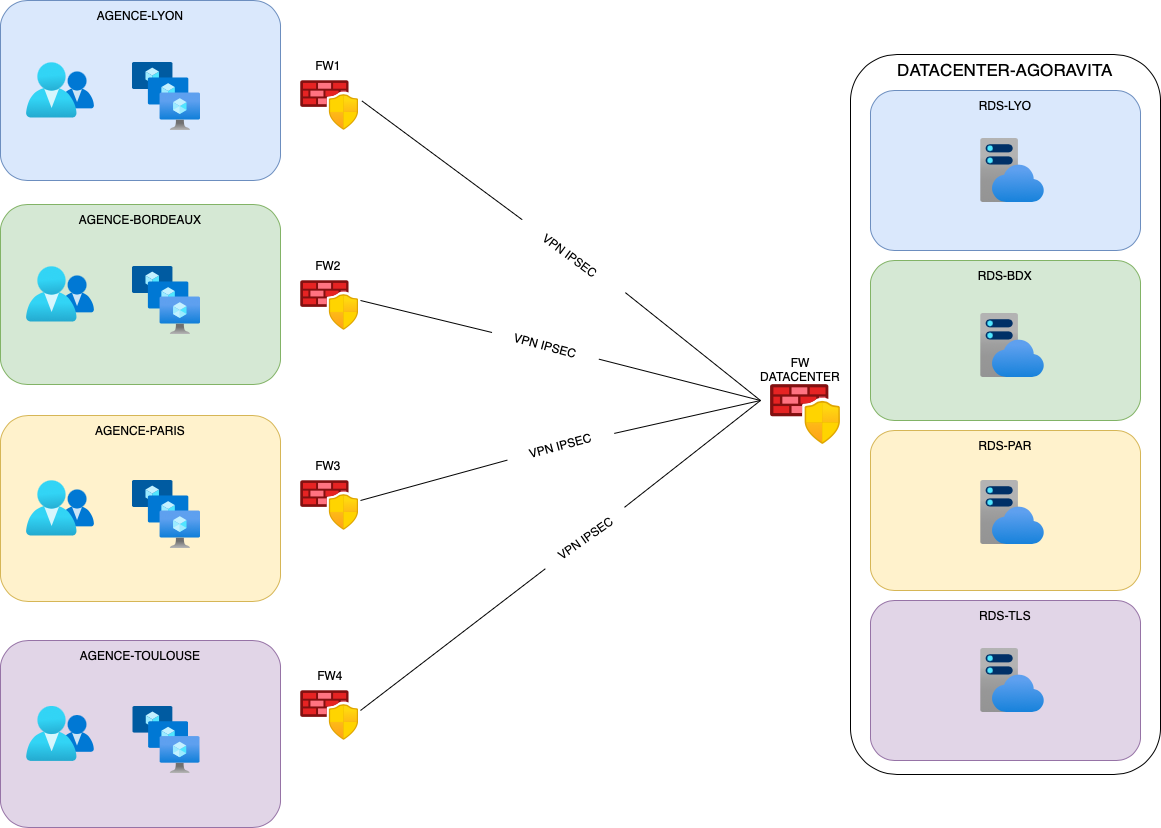 AGENCE-LYON
FW1
VPN IPSEC
AGENCE-BORDEAUX
FW2
VPN IPSEC
AGENCE-PARIS
FW3
VPN IPSEC
AGENCE-TOULOUSE
FW4
VPN IPSEC
FW
DATACENTER
DATACENTER-AGORAVITA
RDS-LYO
RDS-BDX
RDS-PAR
RDS-TLS